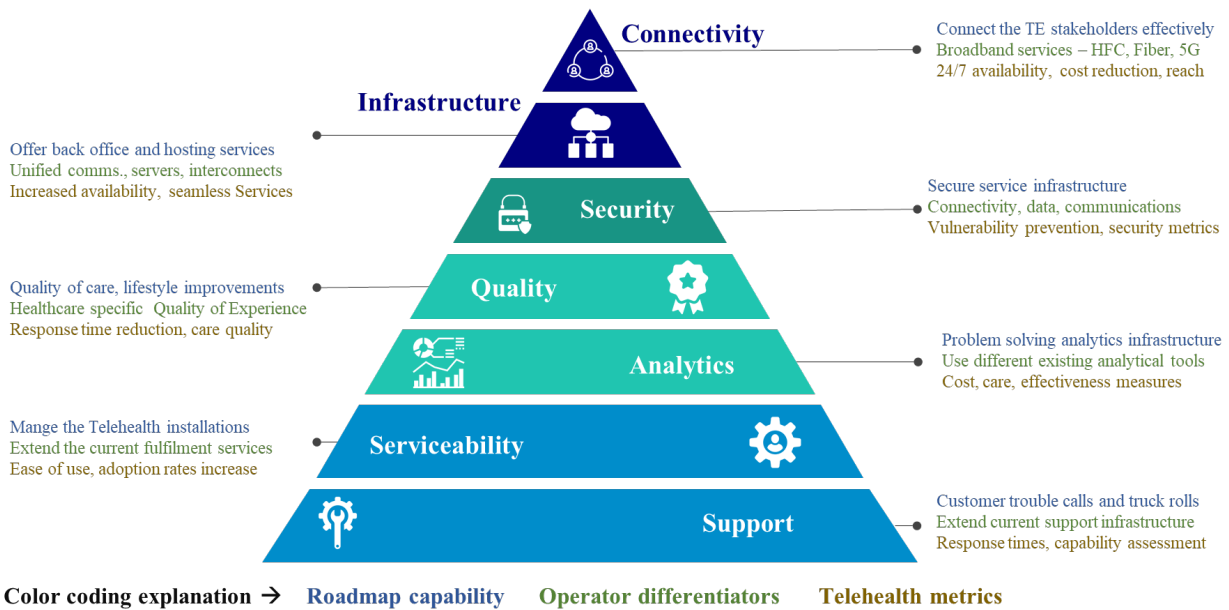 Connectivity
Connect the TE stakeholders effectively
Broadband services – HFC, Fiber, 5G
24/7 availability, cost reduction, reach
Infrastructure
Offer back office and hosting services
Unified comms., servers, interconnects
Increased availability, seamless Services
Security
Secure service infrastructure
Connectivity, data, communications
Vulnerability prevention, security metrics
Quality of care, lifestyle improvements
Healthcare specific Quality of Experience
Response time reduction, care quality
Quality
Analytics
Problem solving analytics infrastructure
Use different existing analytical tools
Cost, care, effectiveness measures
Mange the Telehealth installations
Extend the current fulfilment services
Ease of use, adoption rates increase
Serviceability
Support
Customer trouble calls and truck rolls
Extend current support infrastructure
Response times, capability assessment
Color coding explanation → Roadmap capability Operator differentiators Telehealth metrics